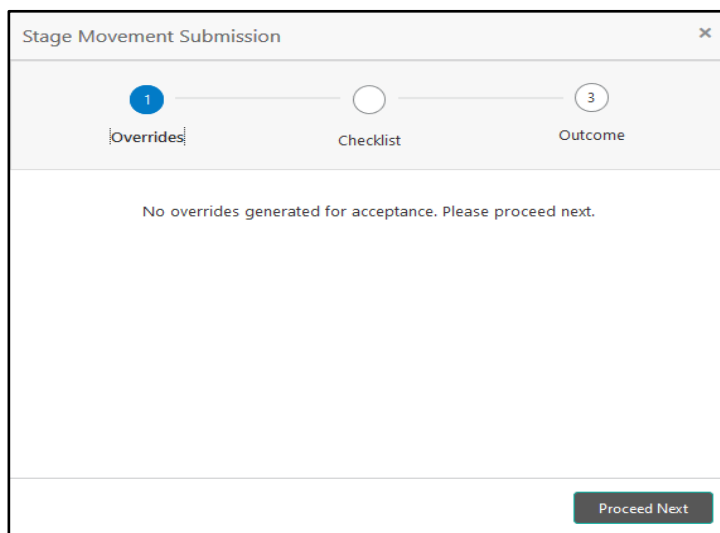 Stage Movement Submission
×
1
3
Overrides
Checklist
Outcome
No overrides generated for acceptance. Please proceed next.
Proceed Next